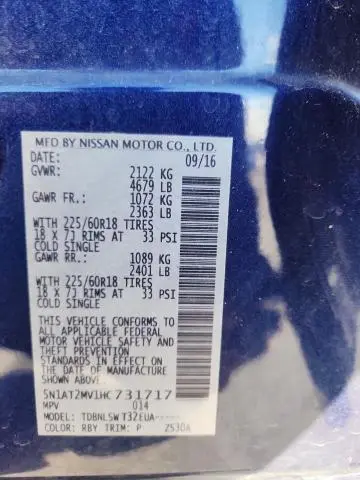 MFD BY NISSAN MOTOR CO., LTD.
DATE: 09/16
GVWR: 2122 KG
4679 LB
GAWR FR.: 1072 KG
2363 LB
WITH 225/60R18 TIRES
18 X 7J RIMS AT 33 PSI
COLD SINGLE
GAWR RR.: 1089 KG
2401 LB
WITH 225/60R18 TIRES
18 X 7J RIMS AT 33 PSI
COLD SINGLE
THIS VEHICLE CONFORMS TO
ALL APPLICABLE FEDERAL
MOTOR VEHICLE SAFETY BUMPER
AND THEFT PREVENTION
STANDARDS IN EFFECT ON THE
DATE OF MANUFACTURE
SHOWN ABOVE.
5N1AT2MV1HC731717
MPV 014
MODEL: TDBNLSW T32EUA-----
COLOR: RBY TRIM: P 2530A